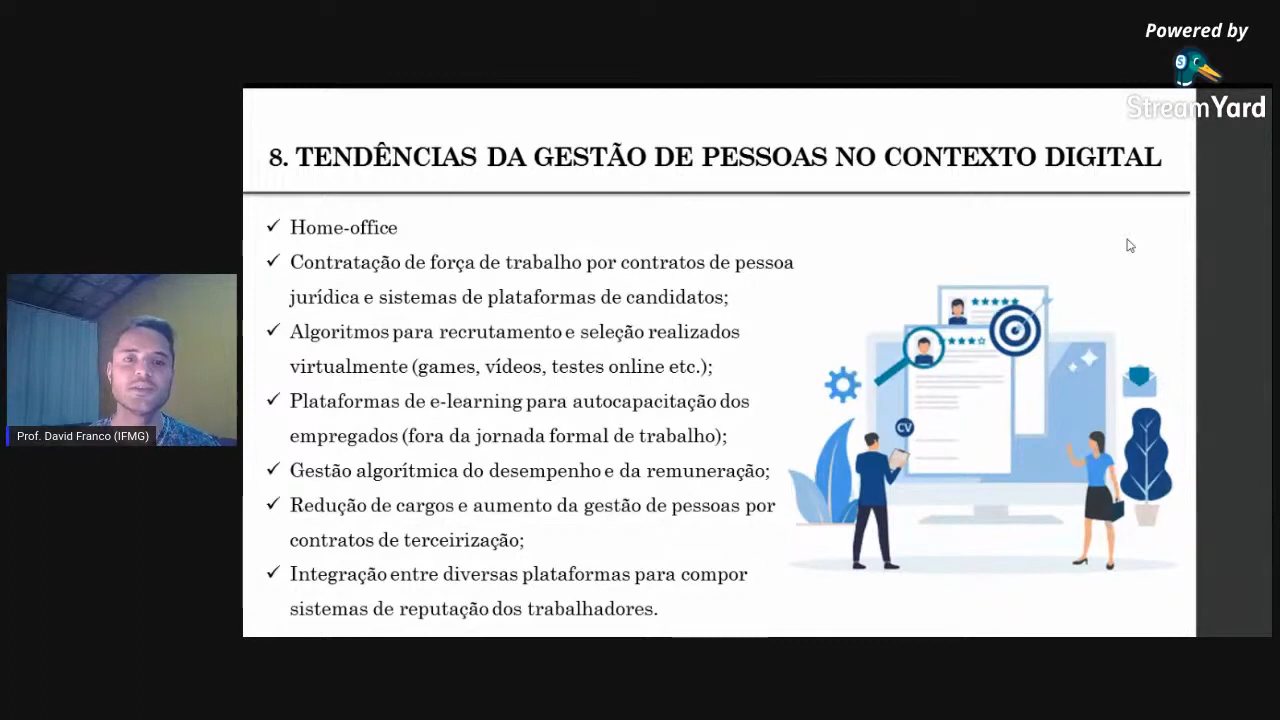 Powered by
StreamYard
8. TENDÊNCIAS DA GESTÃO DE PESSOAS NO CONTEXTO DIGITAL
✓ Home-office
✓ Contratação de força de trabalho por contratos de pessoa
jurídica e sistemas de plataformas de candidatos;
✓ Algoritmos para recrutamento e seleção realizados
virtualmente (games, vídeos, testes online etc.);
✓ Plataformas de e-learning para autocapacitação dos
empregados (fora da jornada formal de trabalho);
✓ Gestão algorítmica do desempenho e da remuneração;
✓ Redução de cargos e aumento da gestão de pessoas por
contratos de terceirização;
✓ Integração entre diversas plataformas para compor
sistemas de reputação dos trabalhadores.
CV
Prof. David Franco (IFMG)